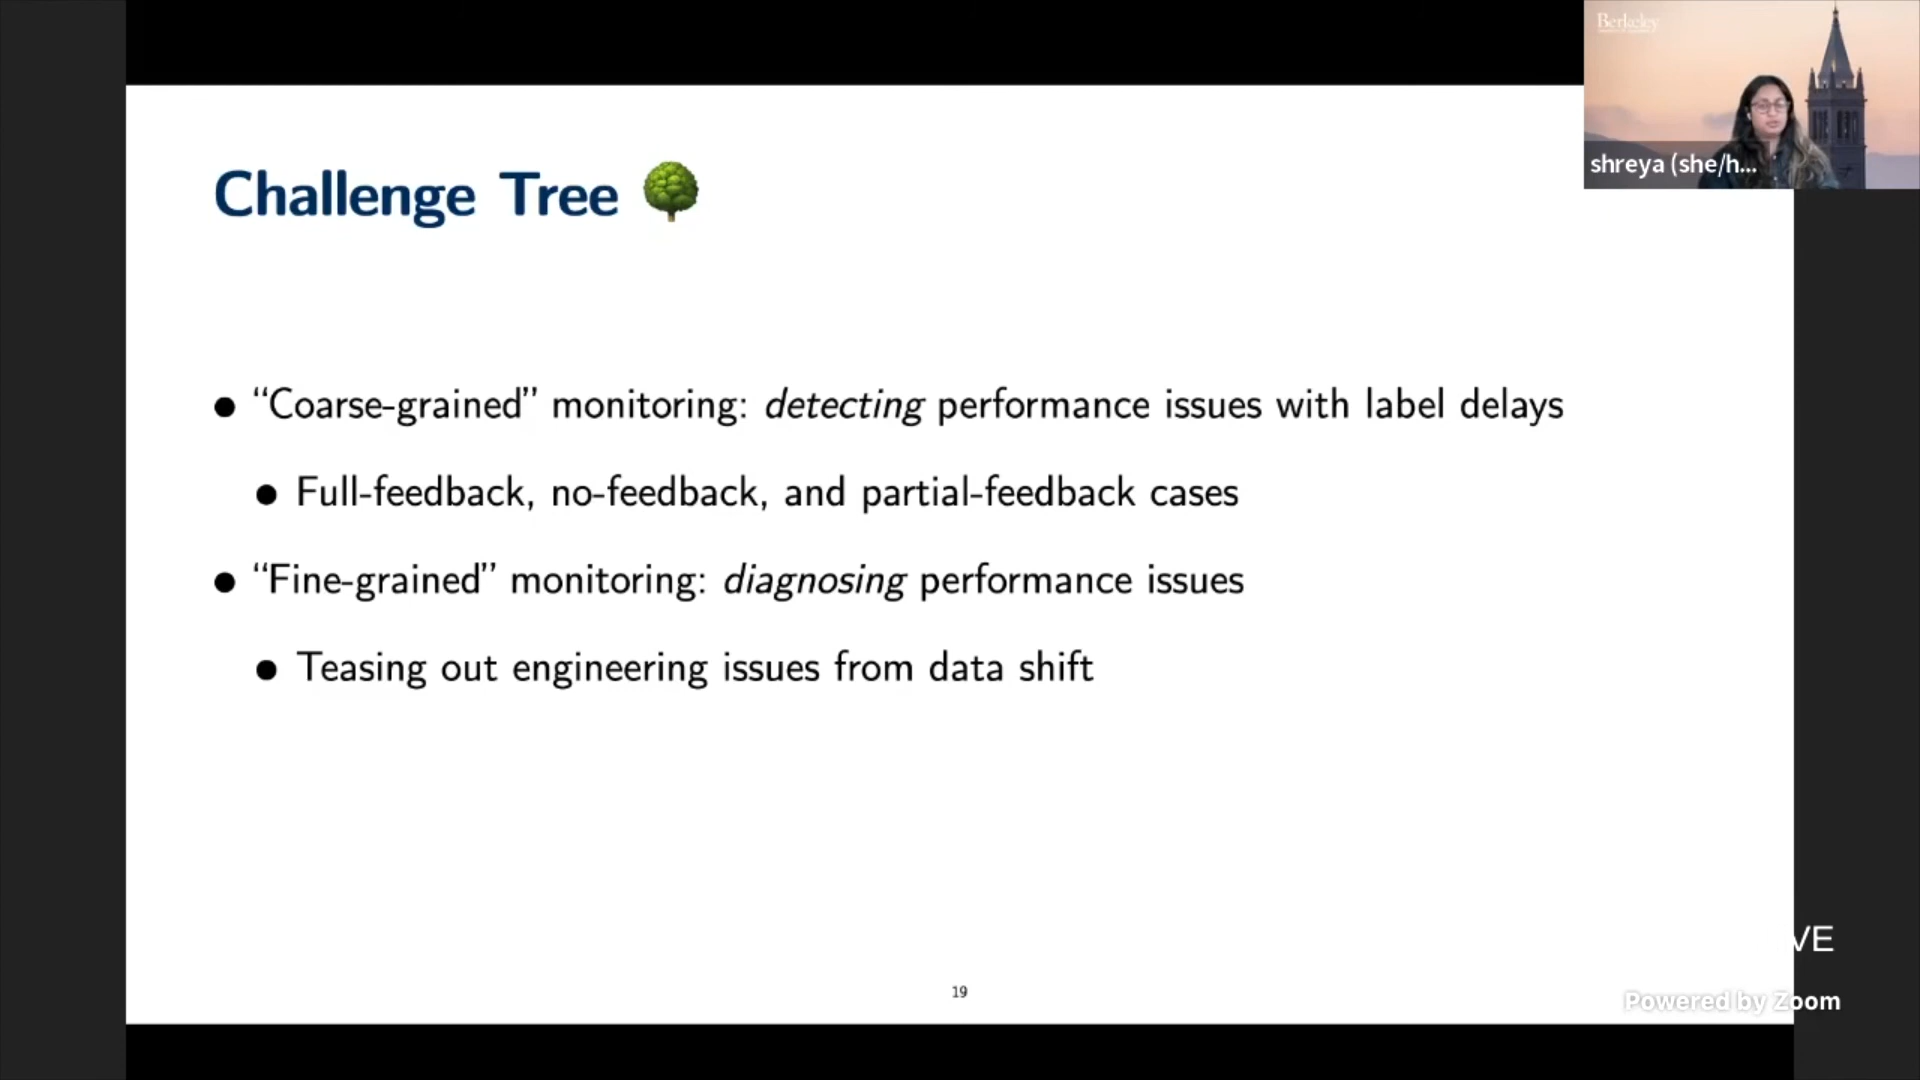 Berkeley
shreya (she/h...
Challenge Tree
● “Coarse-grained” monitoring: detecting performance issues with label delays
● Full-feedback, no-feedback, and partial-feedback cases
● “Fine-grained” monitoring: diagnosing performance issues
● Teasing out engineering issues from data shift
VE
19
Powered by Zoom